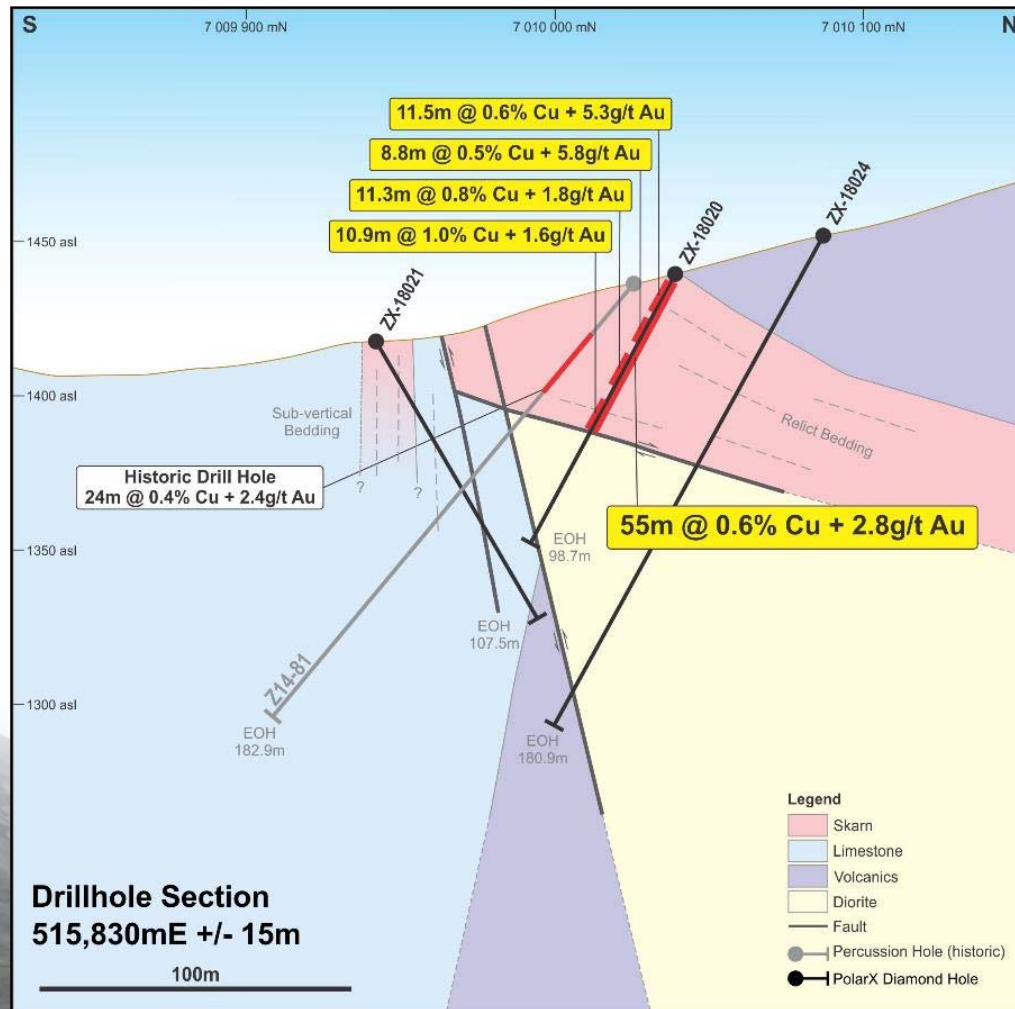 S
7 009 900 mN
7 010 000 mN
7 010 100 mN
N
11.5m @ 0.6% Cu + 5.3g/t Au
8.8m @ 0.5% Cu + 5.8g/t Au
11.3m @ 0.8% Cu + 1.8g/t Au
10.9m @ 1.0% Cu + 1.6g/t Au
ZX-18024
ZX-18020
ZX-18021
1450 asl
1400 asl
Sub-vertical
Bedding
?
?
Relict Bedding
Historic Drill Hole
24m @ 0.4% Cu + 2.4g/t Au
55m @ 0.6% Cu + 2.8g/t Au
1350 asl
EOH
98.7m
EOH
107.5m
Z14-81
1300 asl
EOH
182.9m
EOH
180.9m
Legend
Skarn
Limestone
Volcanics
Diorite
Fault
Percussion Hole (historic)
PolarX Diamond Hole
Drillhole Section
515,830mE +/- 15m
100m